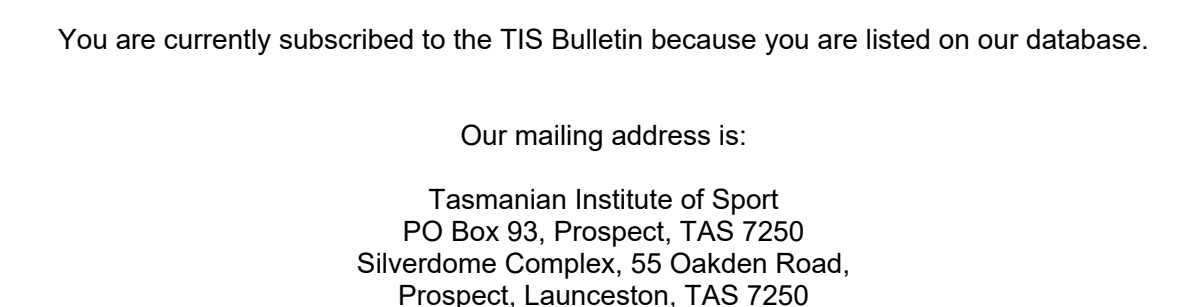 You are currently subscribed to the TIS Bulletin because you are listed on our database.
Our mailing address is:
Tasmanian Institute of Sport
PO Box 93, Prospect, TAS 7250
Silverdome Complex, 55 Oakden Road,
Prospect, Launceston, TAS 7250